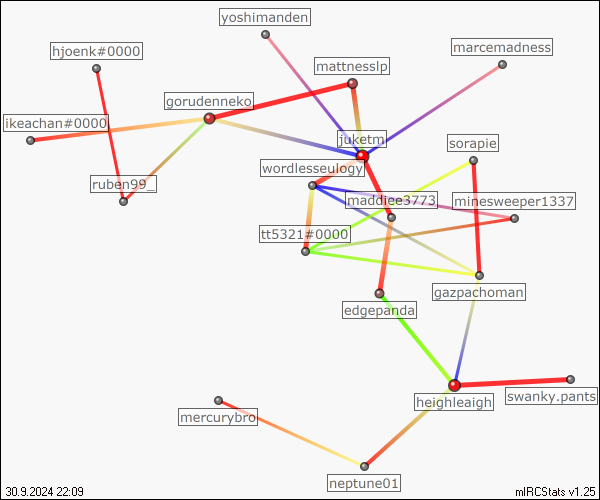 yoshimanden
hjoenk#0000
marcemadness
mattnesslp
gorudenneko
ikeachan#0000
juketm
sorapie
wordlesseulogy
ruben99_
maddiee3773
minesweeper1337
tt5321#0000
gazpachoman
edgepanda
swanky.pants
heighleaigh
mercurybro
neptune01
30.9.2024 22:09
mIRCStats v1.25